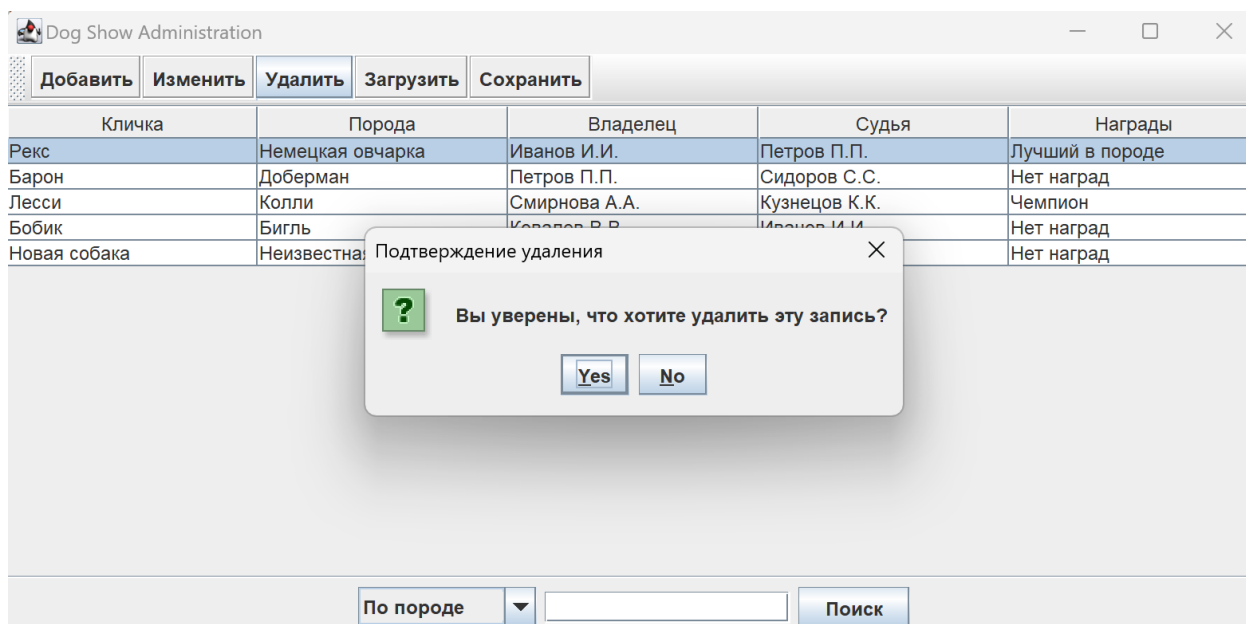 Dog Show Administration
Добавить Изменить Удалить Загрузить Сохранить
Кличка Порода Владелец Судья Награды
Рекс Немецкая овчарка Иванов И.И. Петров П.П. Лучший в породе
Барон Доберман Петров П.П. Сидоров С.С. Нет наград
Лесси Колли Смирнова А.А. Кузнецов К.К. Чемпион
Бобик Бигль Нет наград
Новая собака Нет наград
Подтверждение удаления
?
Вы уверены, что хотите удалить эту запись?
Yes No
По породе Поиск